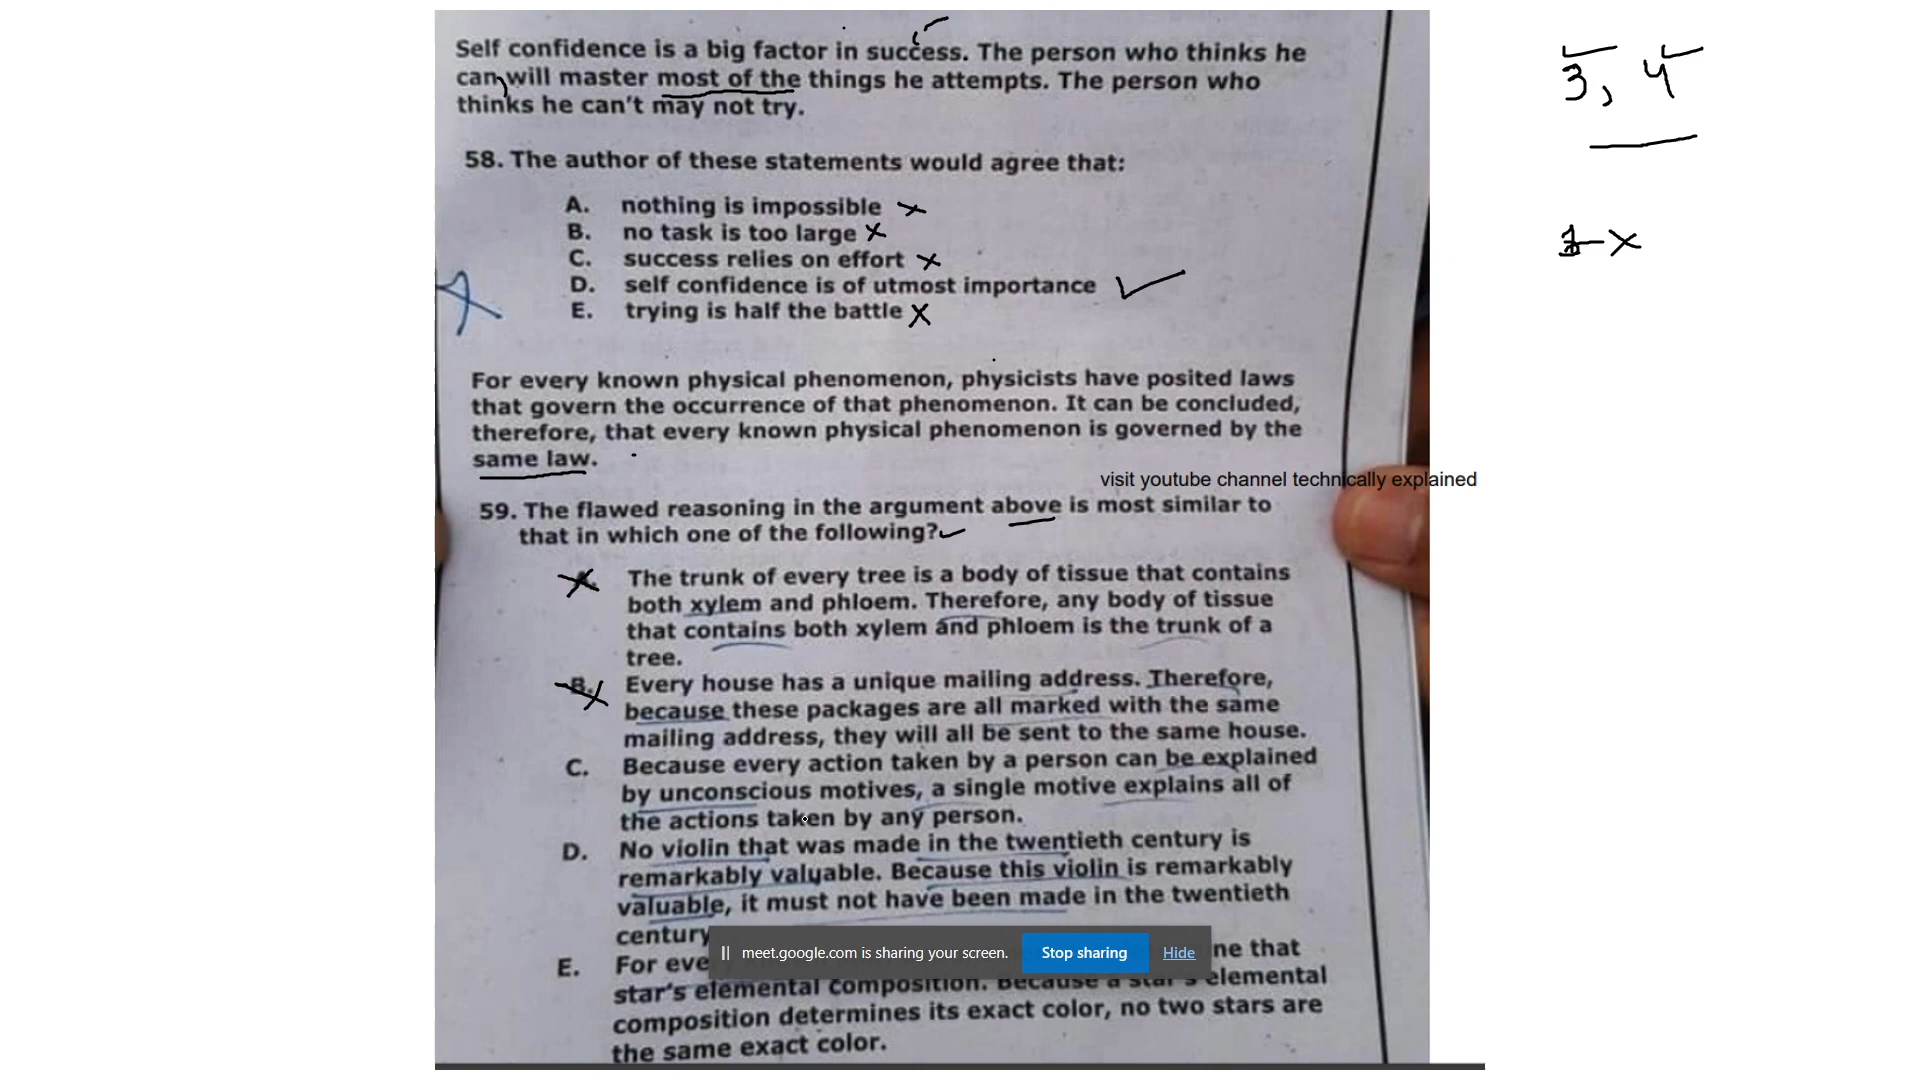 Self confidence is a big factor in success. The person who thinks he
can will master most of the things he attempts. The person who
thinks he can't may not try.
58. The author of these statements would agree that:
A. nothing is impossible
B. no task is too large
C. success relies on effort
D. self confidence is of utmost importance
E. trying is half the battle
For every known physical phenomenon, physicists have posited laws
that govern the occurrence of that phenomenon. It can be concluded,
therefore, that every known physical phenomenon is governed by the
same law.
visit youtube channel technically explained
59. The flawed reasoning in the argument above is most similar to
that in which one of the following?
The trunk of every tree is a body of tissue that contains
both xylem and phloem. Therefore, any body of tissue
that contains both xylem and phloem is the trunk of a
tree.
B. Every house has a unique mailing address. Therefore,
because these packages are all marked with the same
mailing address, they will all be sent to the same house.
C. Because every action taken by a person can be explained
by unconscious motives, a single motive explains all of
the actions taken by any person.
D. No violin that was made in the twentieth century is
remarkably valuable. Because this violin is remarkably
valuable, it must not have been made in the twentieth
century
meet.google.com is sharing your screen. Stop sharing Hide
E. For eve ne that
star's elemental composition. Because a star's elemental
composition determines its exact color, no two stars are
the same exact color.
3, 4